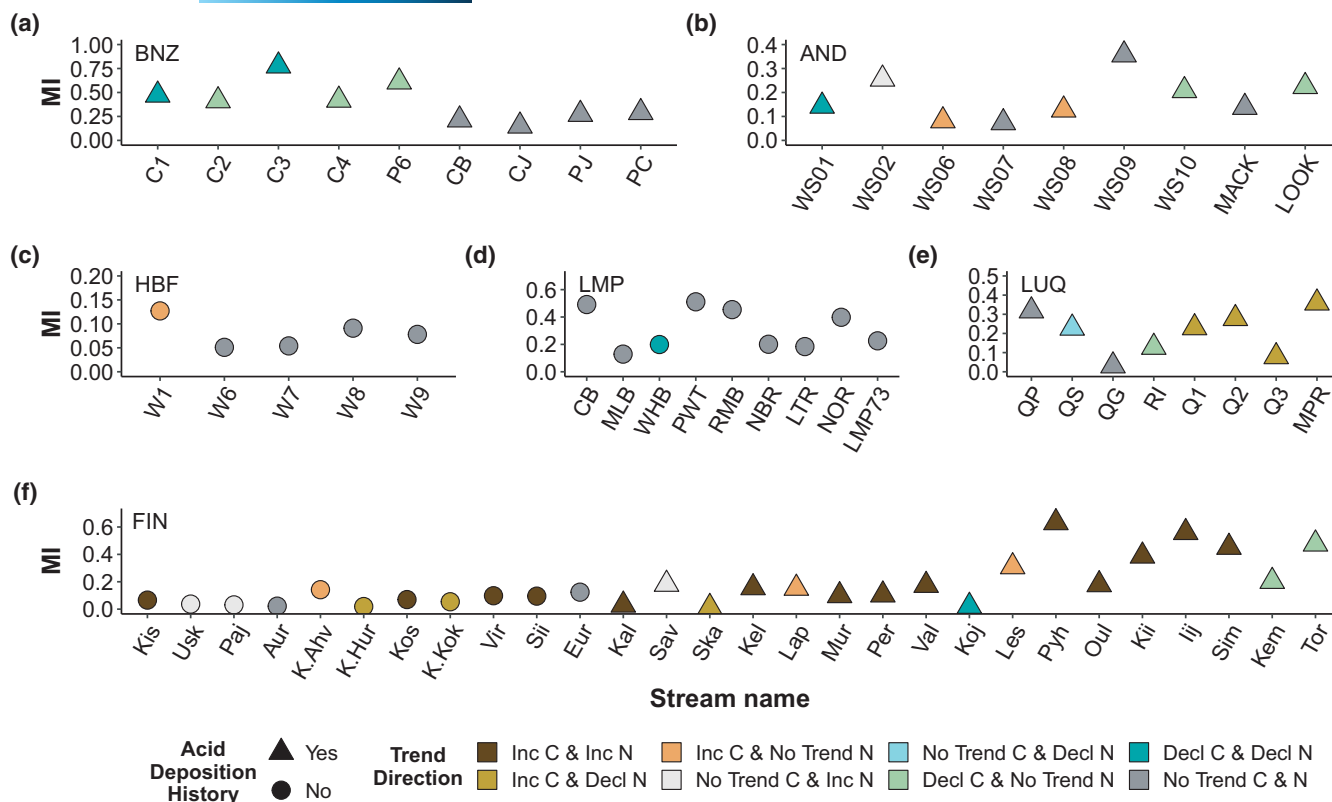 (a)
BNZ
MI
1.00
0.75
0.50
0.25
0.00
C1 C2 C3 C4 P6 CB CJ PJ PC
(b)
AND
0.4
0.3
0.2
0.1
0.0
WS01 WS02 WS06 WS07 WS08 WS09 WS10 MACK LOOK
(c)
HBF
MI
0.20
0.15
0.10
0.05
0.00
W1 W6 W7 W8 W9
(d)
LMP
0.6
0.4
0.2
0.0
CB MLB WHB PWT RMB NBR LTR NOR LMP73
(e)
LUQ
0.5
0.4
0.3
0.2
0.1
0.0
QP QS QG RI Q1 Q2 Q3 MPR
(f)
FIN
MI
0.6
0.4
0.2
0.0
Kis Usk Paj Aur K.Ahv K.Hur Kos K.Kok Vir Sii Eur Kal Sav Ska Kel Lap Mur Per Val Koj Les Pyh Oul Kii Iij Sim Kem Tor
Stream name
Acid Deposition History
Yes
No
Trend Direction
Inc C & Inc N
Inc C & No Trend N
No Trend C & Decl N
Decl C & Decl N
Inc C & Decl N
No Trend C & Inc N
Decl C & No Trend N
No Trend C & N